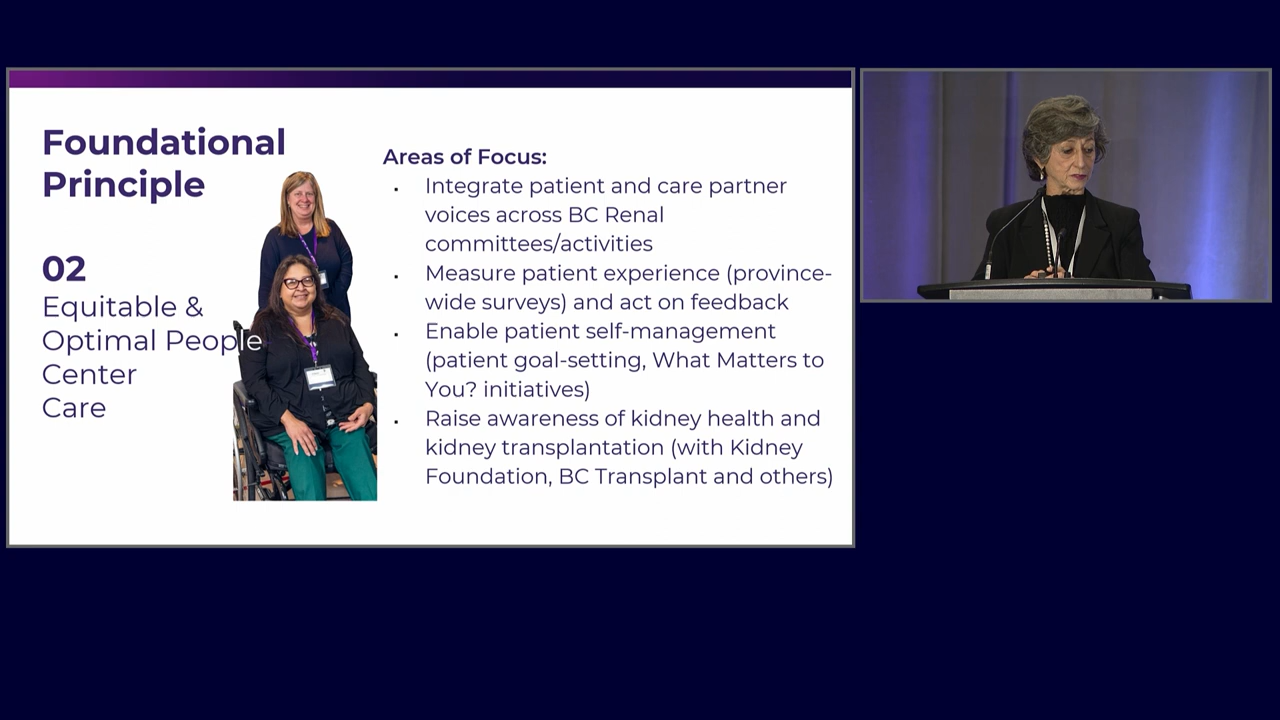 Foundational
Principle
02
Equitable &
Optimal People
Center
Care
Areas of Focus:
Integrate patient and care partner
voices across BC Renal
committees/activities
Measure patient experience (province-
wide surveys) and act on feedback
Enable patient self-management
(patient goal-setting, What Matters to
You? initiatives)
Raise awareness of kidney health and
kidney transplantation (with Kidney
Foundation, BC Transplant and others)